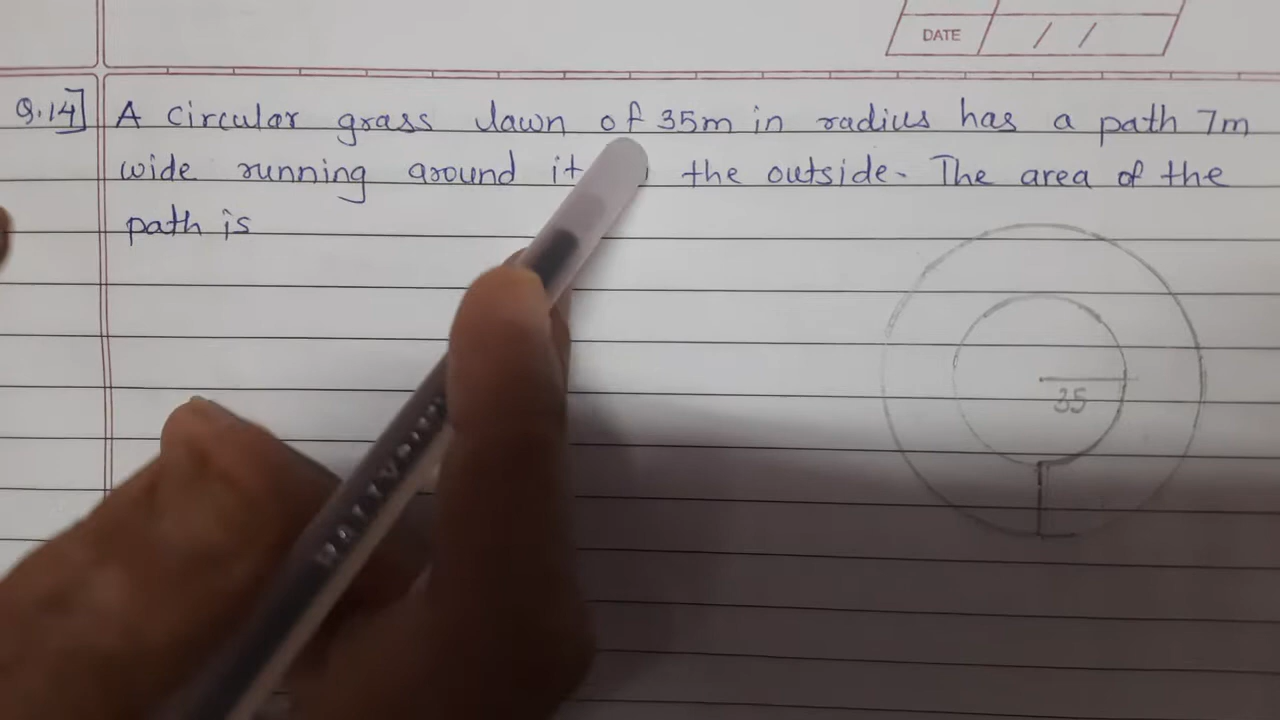 DATE / /
Q.14] A circular grass lawn of 35m in radius has a path 7m
wide running around it the outside. The area of the
path is
35